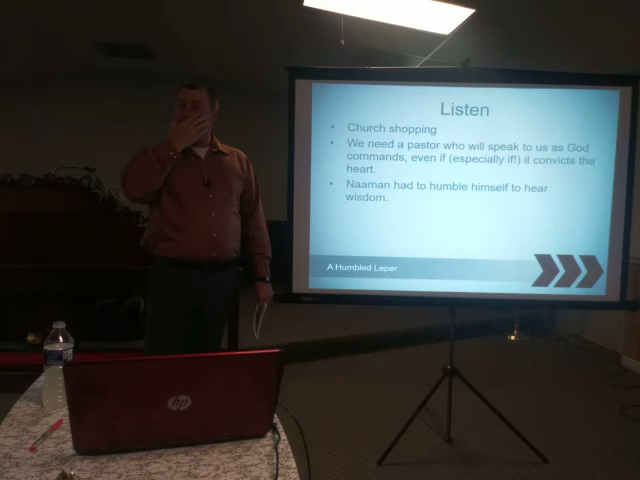 Listen
• Church shopping
• We need a pastor who will speak to us as God
commands, even if (especially if!) it convicts the
heart.
• Naaman had to humble himself to hear
wisdom.
A Humbled Leper
hp